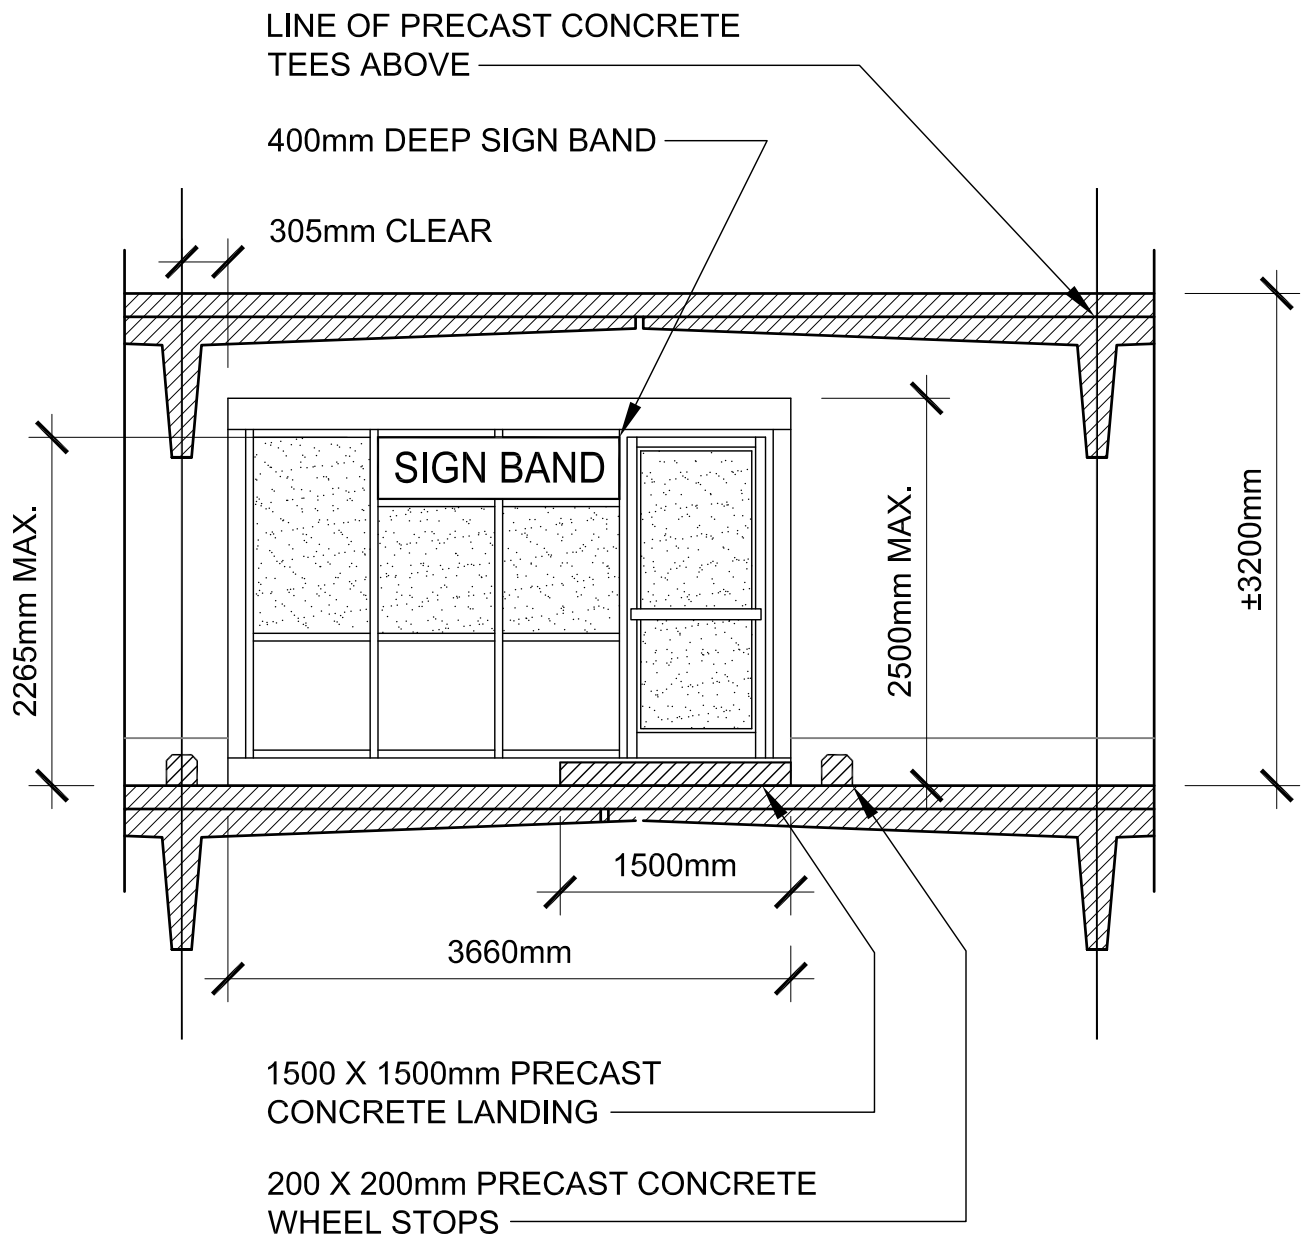 LINE OF PRECAST CONCRETE
TEES ABOVE
400mm DEEP SIGN BAND
305mm CLEAR
SIGN BAND
2265mm MAX.
2500mm MAX.
±3200mm
1500mm
3660mm
1500 X 1500mm PRECAST
CONCRETE LANDING
200 X 200mm PRECAST CONCRETE
WHEEL STOPS